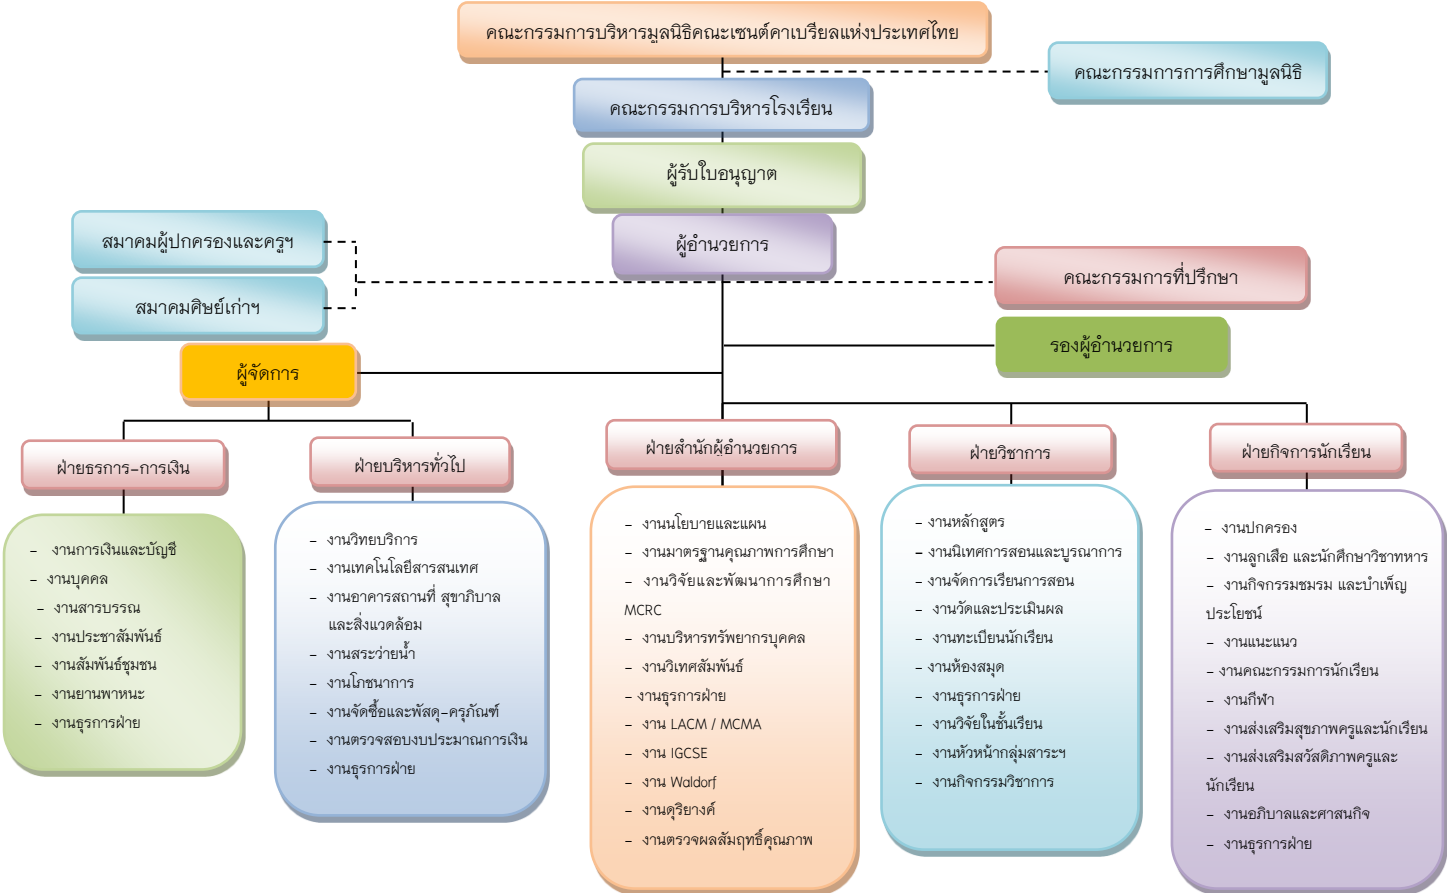 คณะกรรมการบริหารมูลนิธิคณะเซนต์คาเบรียลแห่งประเทศไทย
คณะกรรมการการศึกษามูลนิธิ
คณะกรรมการบริหารโรงเรียน
ผู้รับใบอนุญาต
สมาคมผู้ปกครองและครูฯ
ผู้อำนวยการ
คณะกรรมการที่ปรึกษา
สมาคมศิษย์เก่าฯ
รองผู้อำนวยการ
ผู้จัดการ
ฝ่ายธรการ-การเงิน
- งานการเงินและบัญชี
- งานบุคคล
- งานสารบรรณ
- งานประชาสัมพันธ์
- งานสัมพันธ์ชุมชน
- งานยานพาหนะ
- งานธุรการฝ่าย
ฝ่ายบริหารทั่วไป
- งานวิทยบริการ
- งานเทคโนโลยีสารสนเทศ
- งานอาคารสถานที่ สุขาภิบาล
และสิ่งแวดล้อม
- งานสระว่ายน้ำ
- งานโภชนาการ
- งานจัดซื้อและพัสดุ-ครุภัณฑ์
- งานตรวจสอบงบประมาณการเงิน
- งานธุรการฝ่าย
ฝ่ายสำนักผู้อำนวยการ
- งานนโยบายและแผน
- งานมาตรฐานคุณภาพการศึกษา
- งานวิจัยและพัฒนาการศึกษา
MCRC
- งานบริหารทรัพยากรบุคคล
- งานวิเทศสัมพันธ์
- งานธุรการฝ่าย
- งาน LACM / MCMA
- งาน IGCSE
- งาน Waldorf
- งานดุริยางค์
- งานตรวจผลสัมฤทธิ์คุณภาพ
ฝ่ายวิชาการ
- งานหลักสูตร
- งานนิเทศการสอนและบูรณาการ
- งานจัดการเรียนการสอน
- งานวัดและประเมินผล
- งานทะเบียนนักเรียน
- งานห้องสมุด
- งานธุรการฝ่าย
- งานวิจัยในชั้นเรียน
- งานหัวหน้ากลุ่มสาระฯ
- งานกิจกรรมวิชาการ
ฝ่ายกิจการนักเรียน
- งานปกครอง
- งานลูกเสือ และนักศึกษาวิชาทหาร
- งานกิจกรรมชมรม และบำเพ็ญ
ประโยชน์
- งานแนะแนว
- งานคณะกรรมการนักเรียน
- งานกีฬา
- งานส่งเสริมสุขภาพครูและนักเรียน
- งานส่งเสริมสวัสดิภาพครูและ
นักเรียน
- งานอภิบาลและศาสนกิจ
- งานธุรการฝ่าย